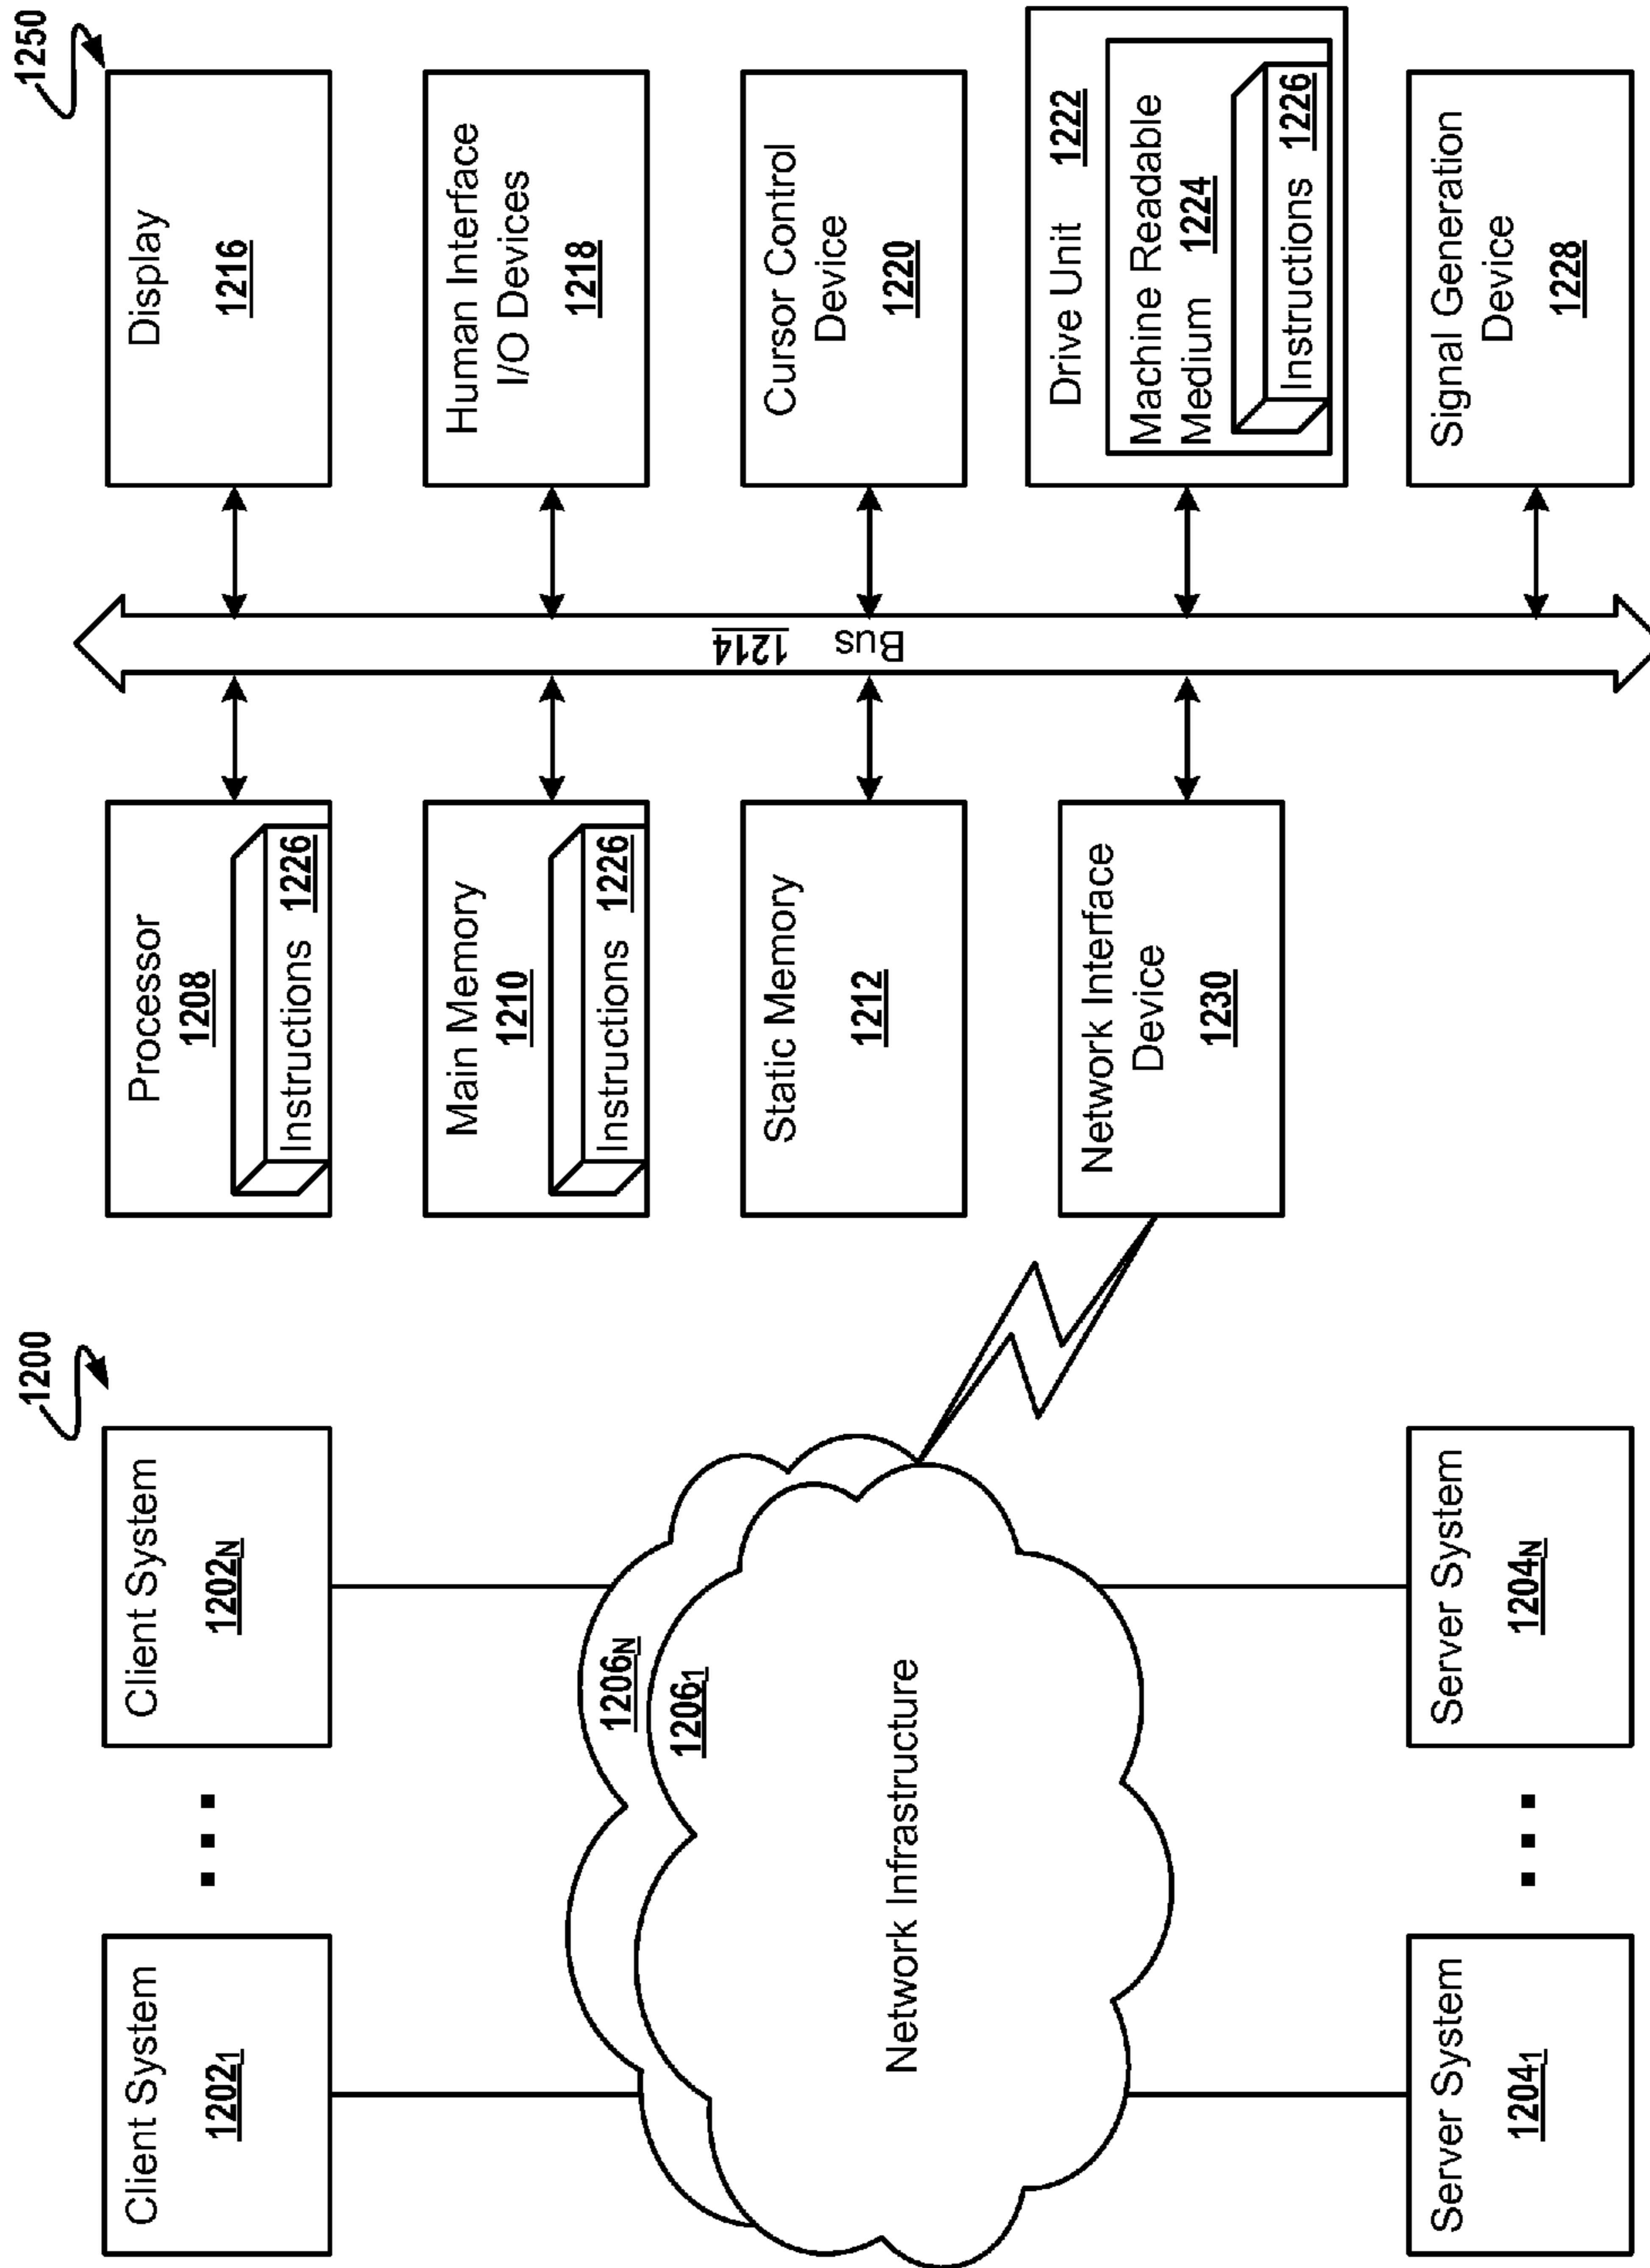 1200
Client System
1202₁
Client System
1202N
1206N
1206₁
Network Infrastructure
Server System
1204₁
Server System
1204N
1250
Processor
1208
Instructions 1226
Main Memory
1210
Instructions 1226
Static Memory
1212
Network Interface
Device
1230
Bus 1214
Display
1216
Human Interface
I/O Devices
1218
Cursor Control
Device
1220
Drive Unit 1222
Machine Readable
Medium 1224
Instructions 1226
Signal Generation
Device
1228